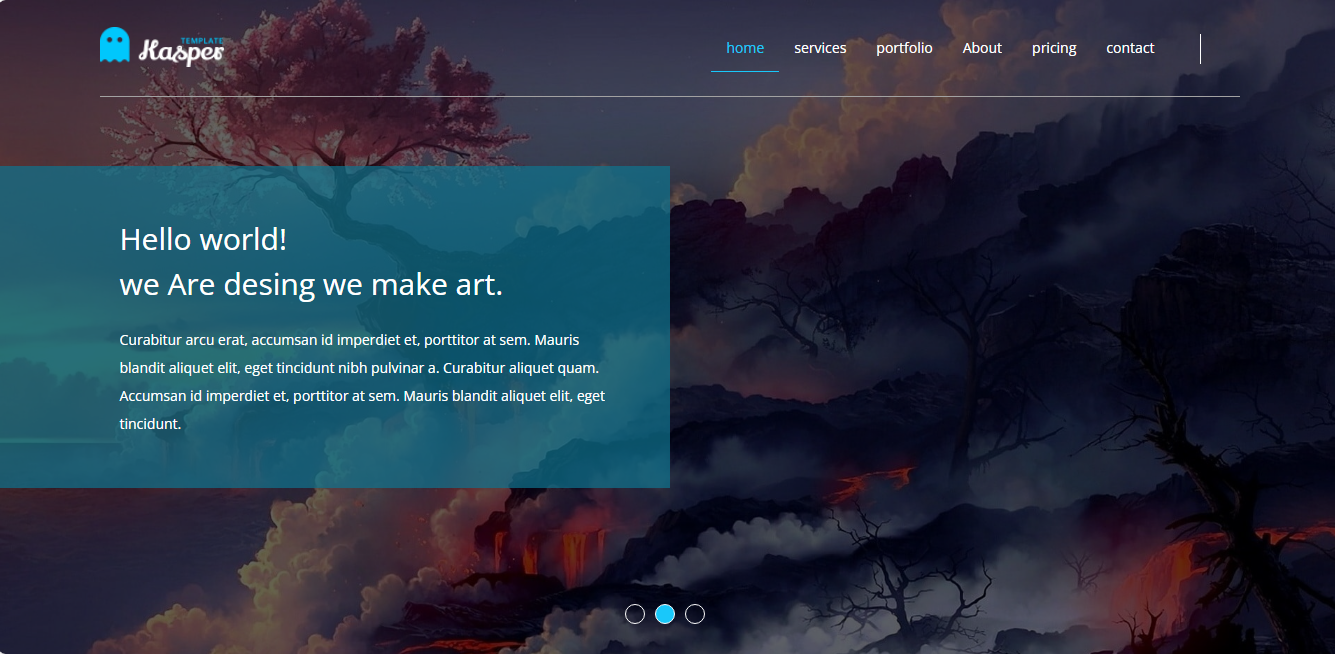 TEMPLATE
Kasper
home services portfolio About pricing contact
Hello world!
we Are desing we make art.
Curabitur arcu erat, accumsan id imperdiet et, porttitor at sem. Mauris
blandit aliquet elit, eget tincidunt nibh pulvinar a. Curabitur aliquet quam.
Accumsan id imperdiet et, porttitor at sem. Mauris blandit aliquet elit, eget
tincidunt.